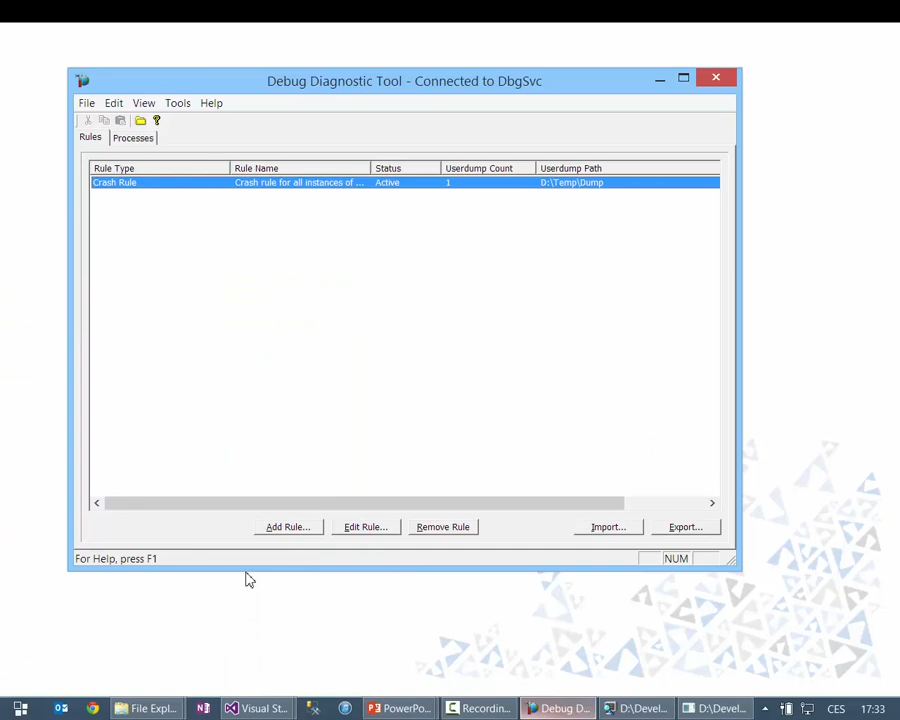 Debug Diagnostic Tool - Connected to DbgSvc
File Edit View Tools Help
Rules Processes
Rule Type Rule Name Status Userdump Count Userdump Path
Crash Rule Crash rule for all instances of ... Active 1 D:\Temp\Dump
Add Rule... Edit Rule... Remove Rule Import... Export...
For Help, press F1 NUM
File Expl... Visual St... PowerPo... Recordin... Debug D... D:\Devel... D:\Devel... CES 17:33